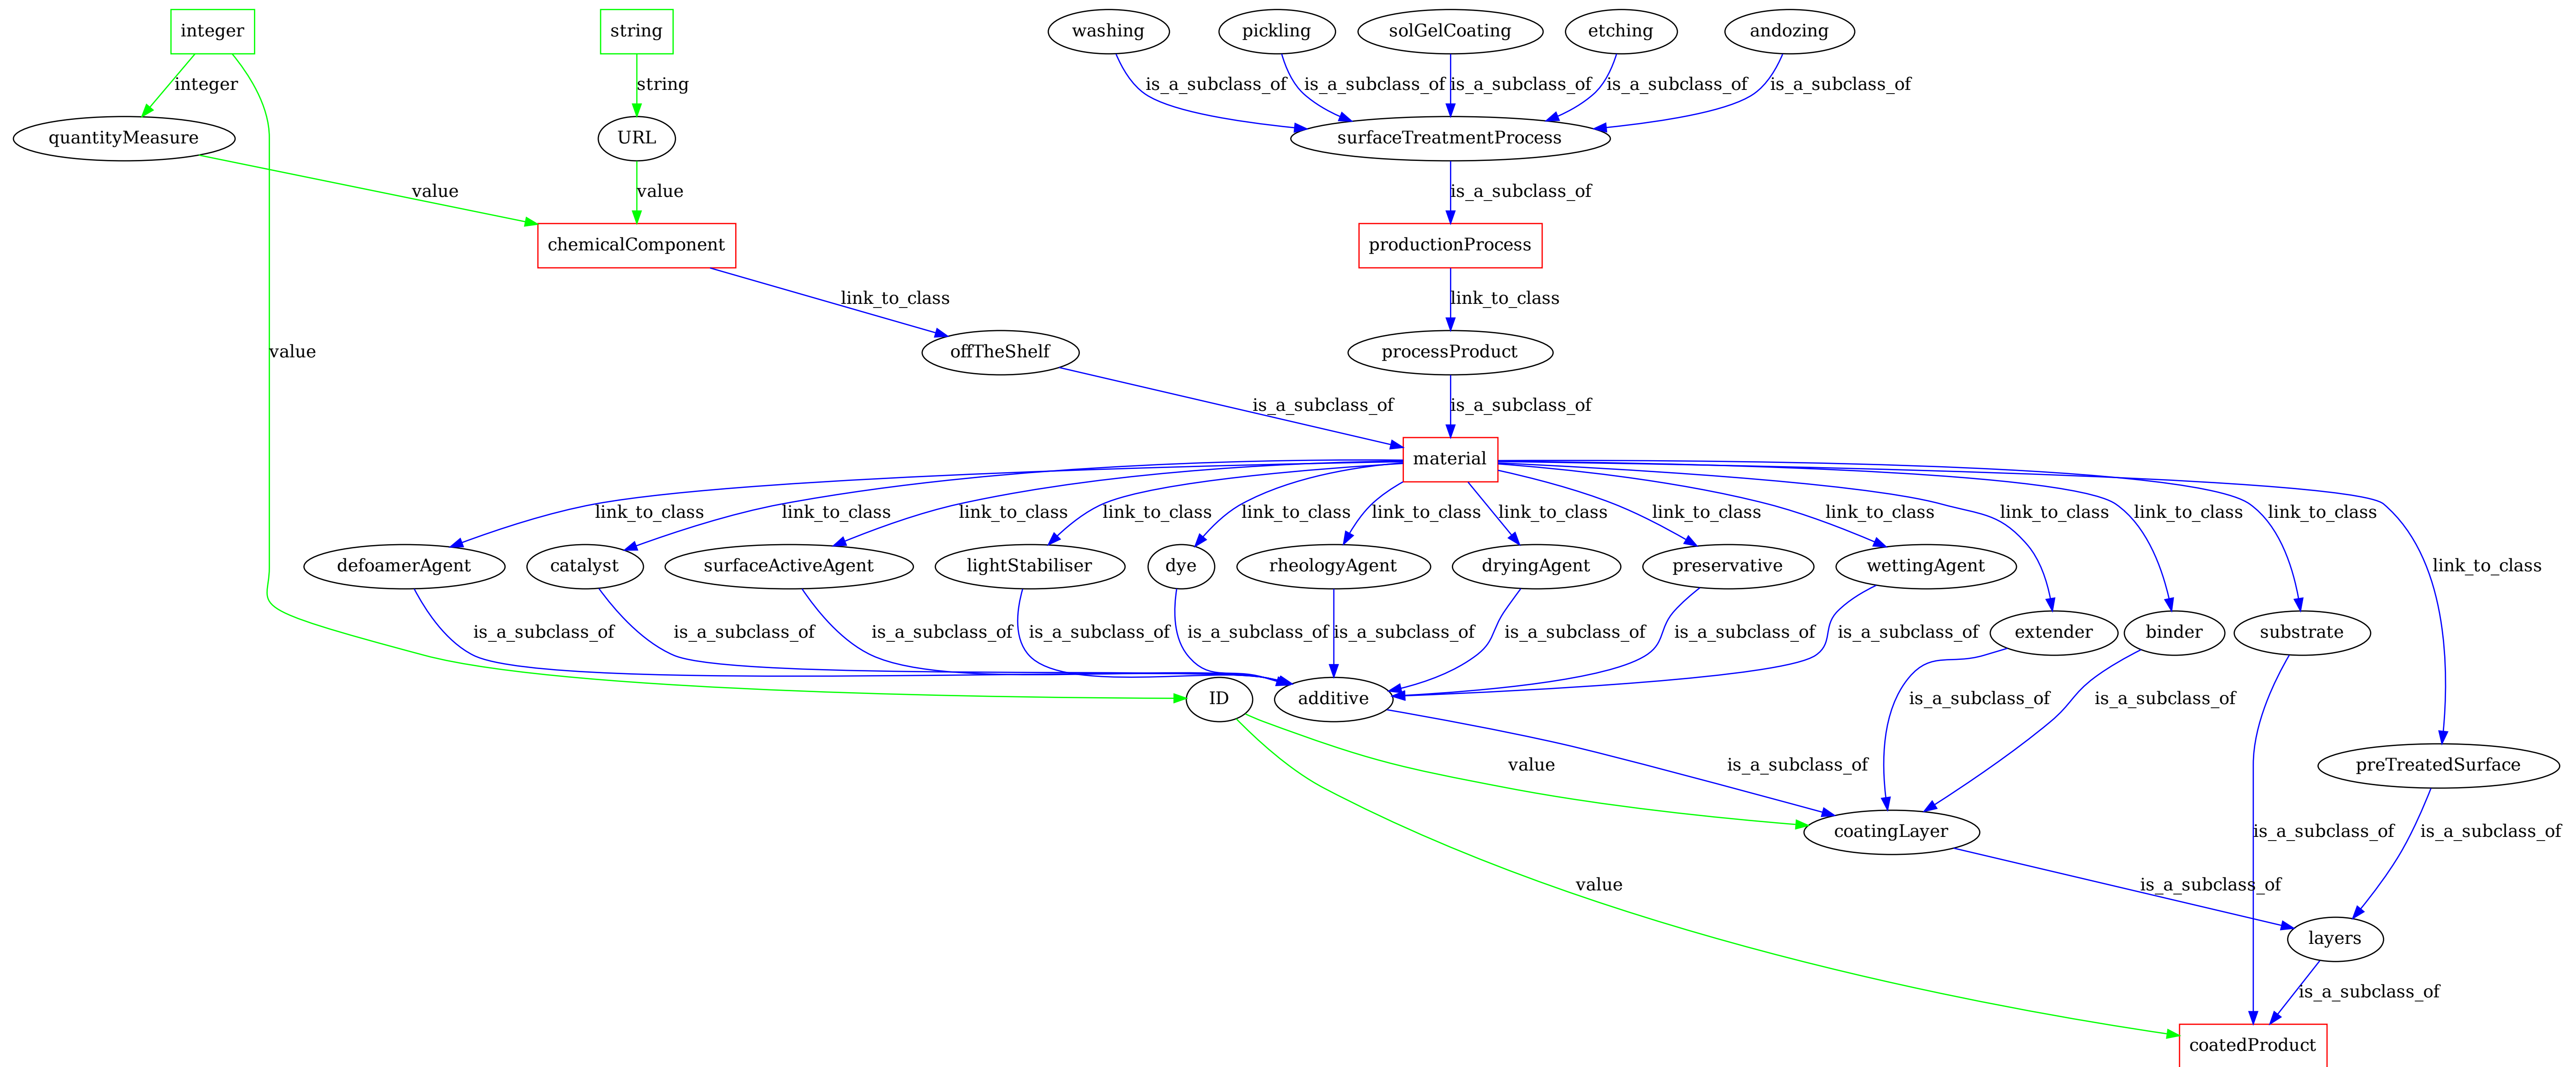 integer
string
washing
pickling
solGelCoating
etching
andozing
integer
string
is_a_subclass_of
is_a_subclass_of
is_a_subclass_of
is_a_subclass_of
is_a_subclass_of
quantityMeasure
URL
surfaceTreatmentProcess
value
value
is_a_subclass_of
chemicalComponent
productionProcess
link_to_class
link_to_class
value
offTheShelf
processProduct
is_a_subclass_of
is_a_subclass_of
material
link_to_class
link_to_class
link_to_class
link_to_class
link_to_class
link_to_class
link_to_class
link_to_class
link_to_class
link_to_class
link_to_class
link_to_class
defoamerAgent
catalyst
surfaceActiveAgent
lightStabiliser
dye
rheologyAgent
dryingAgent
preservative
wettingAgent
link_to_class
is_a_subclass_of
is_a_subclass_of
is_a_subclass_of
is_a_subclass_of
is_a_subclass_of
is_a_subclass_of
is_a_subclass_of
is_a_subclass_of
is_a_subclass_of
extender
binder
substrate
ID
additive
is_a_subclass_of
is_a_subclass_of
value
is_a_subclass_of
preTreatedSurface
coatingLayer
is_a_subclass_of
is_a_subclass_of
value
is_a_subclass_of
layers
is_a_subclass_of
coatedProduct